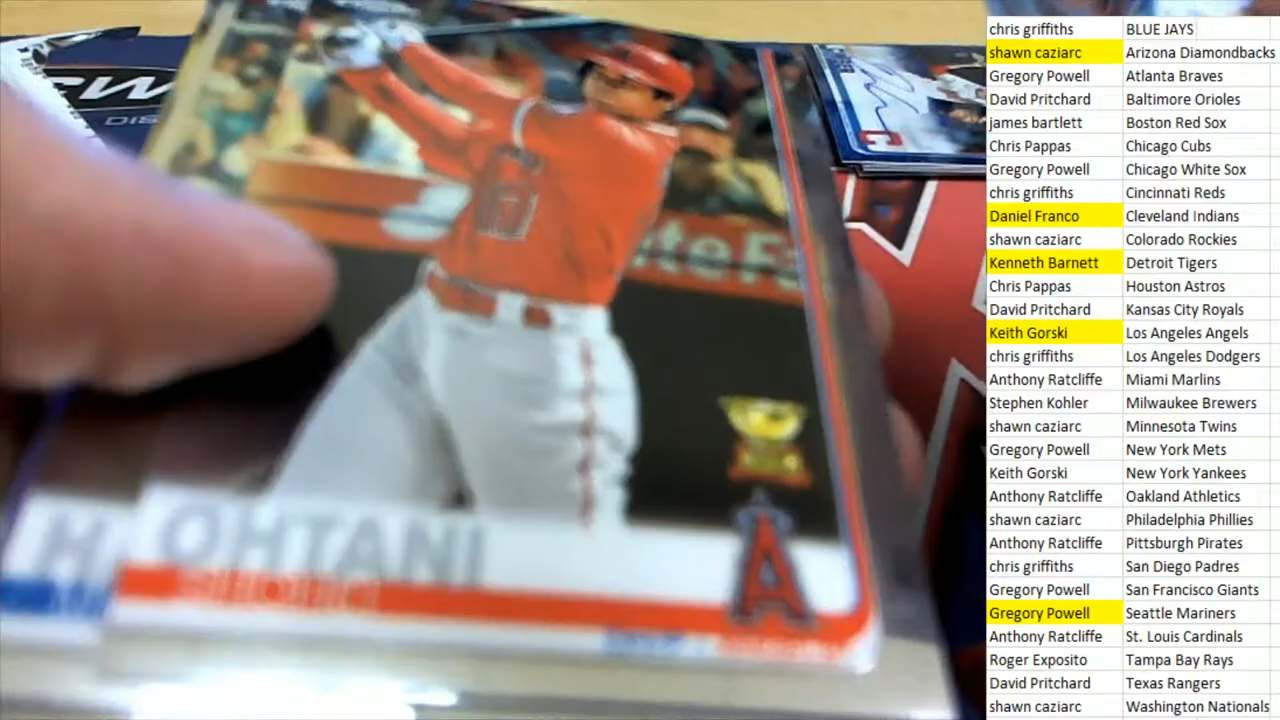 chris griffiths BLUE JAYS
shawn caziarc Arizona Diamondbacks
Gregory Powell Atlanta Braves
David Pritchard Baltimore Orioles
james bartlett Boston Red Sox
Chris Pappas Chicago Cubs
Gregory Powell Chicago White Sox
chris griffiths Cincinnati Reds
Daniel Franco Cleveland Indians
shawn caziarc Colorado Rockies
Kenneth Barnett Detroit Tigers
Chris Pappas Houston Astros
David Pritchard Kansas City Royals
Keith Gorski Los Angeles Angels
chris griffiths Los Angeles Dodgers
Anthony Ratcliffe Miami Marlins
Stephen Kohler Milwaukee Brewers
shawn caziarc Minnesota Twins
Gregory Powell New York Mets
Keith Gorski New York Yankees
Anthony Ratcliffe Oakland Athletics
shawn caziarc Philadelphia Phillies
Anthony Ratcliffe Pittsburgh Pirates
chris griffiths San Diego Padres
Gregory Powell San Francisco Giants
Gregory Powell Seattle Mariners
Anthony Ratcliffe St. Louis Cardinals
Roger Exposito Tampa Bay Rays
David Pritchard Texas Rangers
shawn caziarc Washington Nationals
17
OHTANI
A